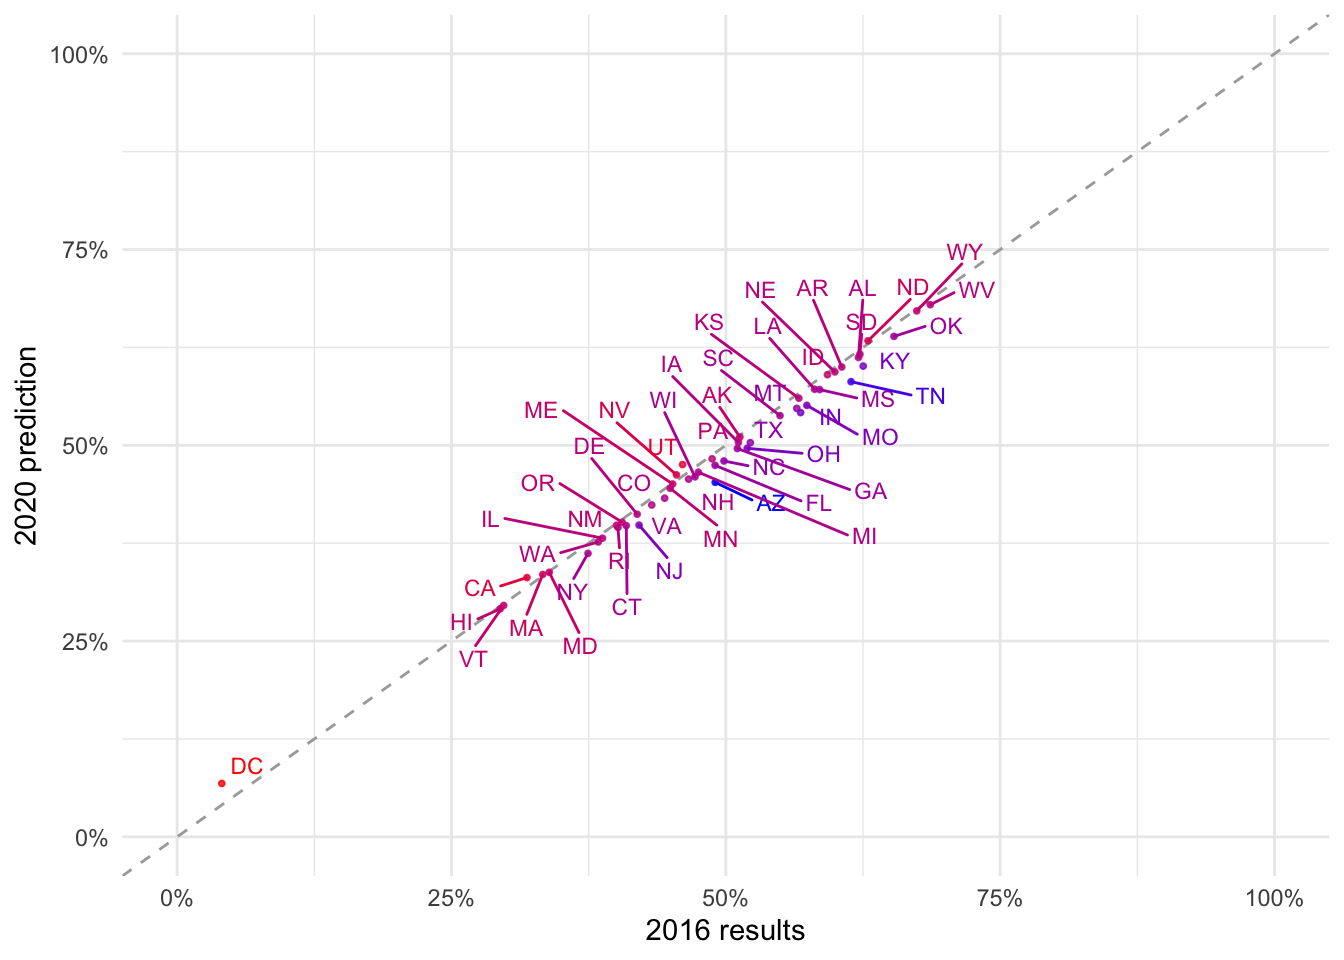 100%
75%
50%
25%
0%
2020 prediction
WY
ND
WV
NE
AR
AL
SD
OK
KS
LA
ID
KY
IA
SC
MT
TN
MS
ME
NV
WI
AK
PA
TX
IN
MO
DE
UT
OH
NC
OR
CO
GA
NH
AZ
FL
IL
NM
VA
MN
MI
WA
RI
NJ
CA
NY
CT
HI
MA
MD
VT
DC
0%
25%
50%
75%
100%
2016 results